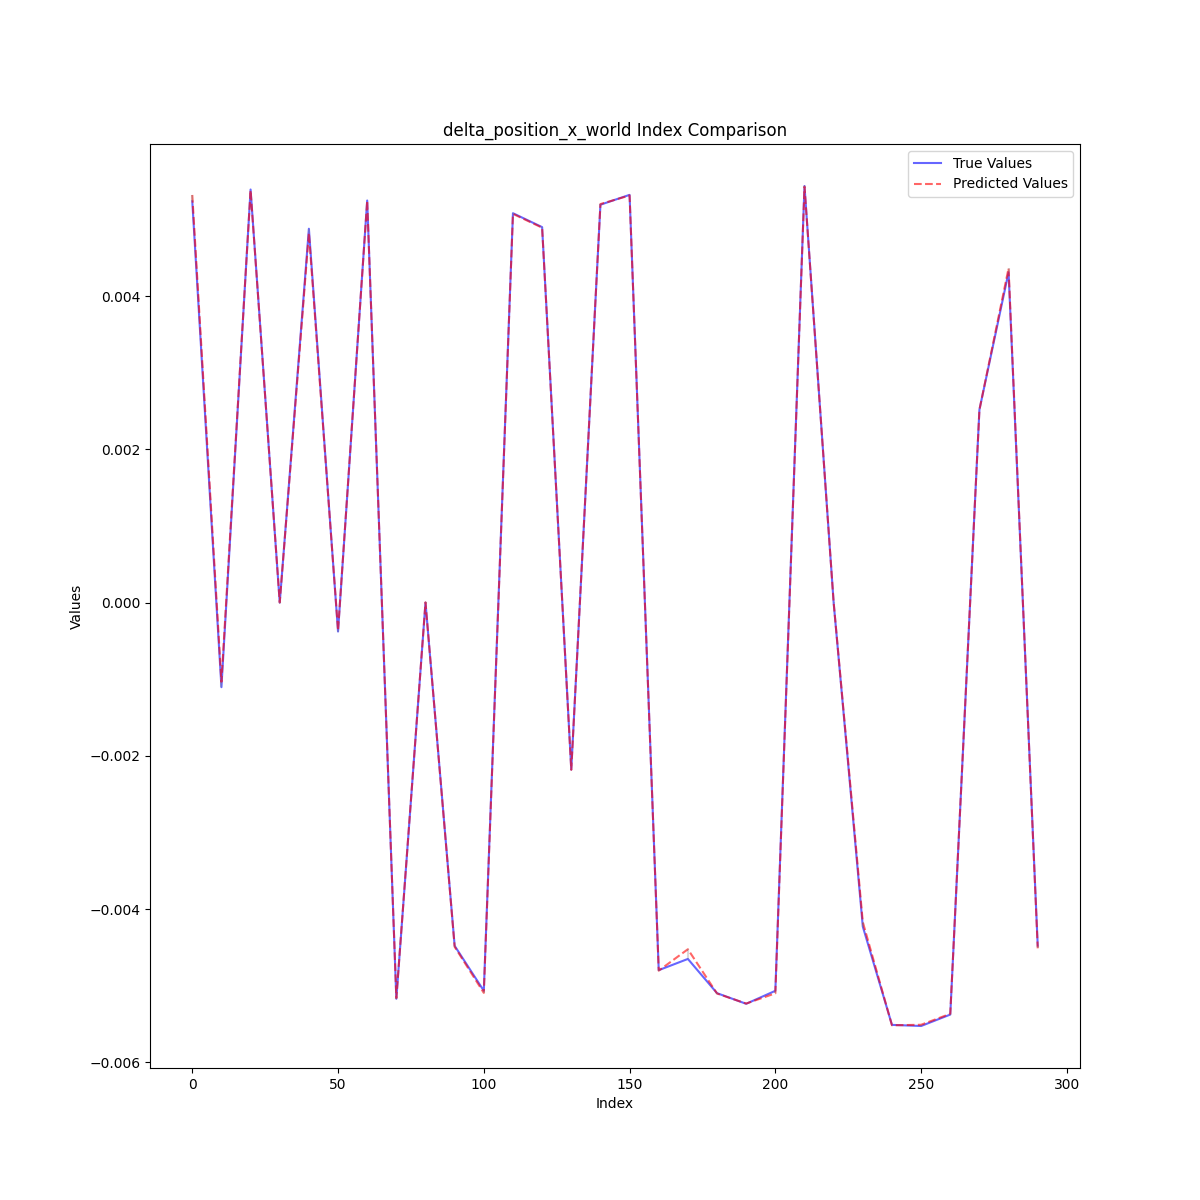 delta_position_x_world Index Comparison
True Values
Predicted Values
0.004
0.002
0.000
−0.002
−0.004
−0.006
Values
0 50 100 150 200 250 300
Index